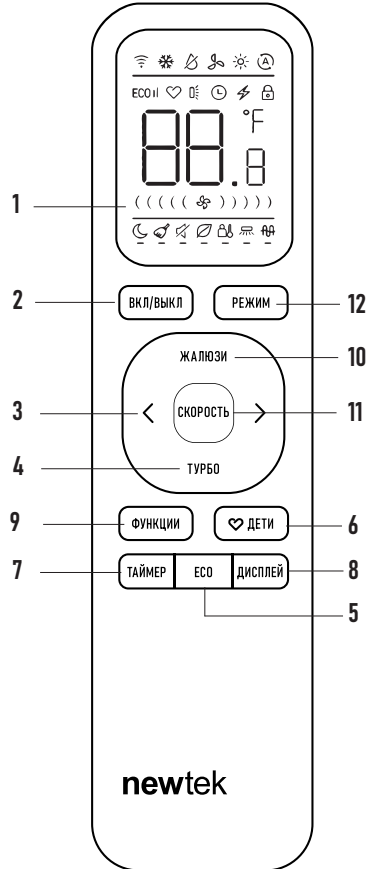 ECO
88.8 °F
1
2 ВКЛ/ВЫКЛ РЕЖИМ 12
ЖАЛЮЗИ 10
3 < СКОРОСТЬ > 11
4 ТУРБО
9 ФУНКЦИИ ДЕТИ 6
7 ТАЙМЕР ECO ДИСПЛЕЙ 8
5
newtek